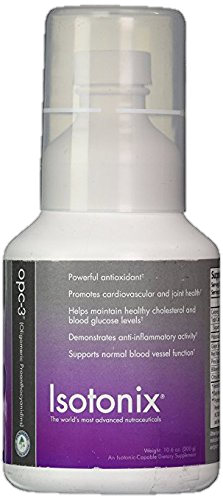 Powerful antioxidant†
Promotes cardiovascular and joint health†
Helps maintain healthy cholesterol and
blood glucose levels†
Demonstrates anti-inflammatory activity†
Supports normal blood vessel function†
opc-3®
(Oligomeric Proanthocyanidins)
Isotonix®
The world's most advanced nutraceuticals
Weight: 10.6 oz. (300 g)
An Isotonic-Capable Dietary Supplement